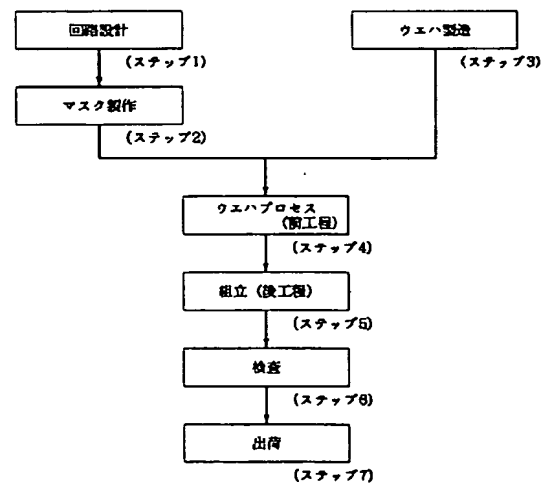 回路設計
(ステップ1)
ウエハ製造
(ステップ3)
マスク製作
(ステップ2)
ウエハプロセス
(前工程)
(ステップ4)
組立（後工程)
(ステップ5)
検査
(ステップ6)
出荷
(ステップ7)